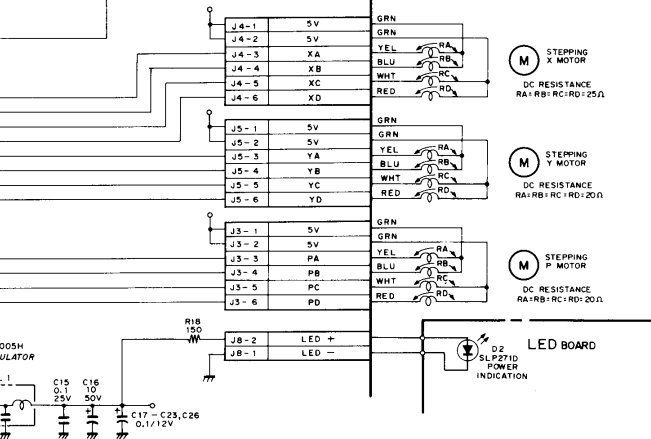 J4-1 5V GRN
J4-2 5V GRN
J4-3 XA YEL RA
J4-4 XB BLU RB
J4-5 XC WHT RC
J4-6 XD RED RD
M STEPPING
X MOTOR
DC RESISTANCE
RA=RB=RC=RD=25Ω
J5-1 5V GRN
J5-2 5V GRN
J5-3 YA YEL RA
J5-4 YB BLU RB
J5-5 YC WHT RC
J5-6 YD RED RD
M STEPPING
Y MOTOR
DC RESISTANCE
RA=RB=RC=RD=20Ω
J3-1 5V GRN
J3-2 5V GRN
J3-3 PA YEL RA
J3-4 PB BLU RB
J3-5 PC WHT RC
J3-6 PD RED RD
M STEPPING
P MOTOR
DC RESISTANCE
RA=RB=RC=RD=20Ω
R18
150
J8-2 LED +
J8-1 LED -
LED BOARD
D2
SLP271D
POWER
INDICATION
005H
ULATOR
C15
0.1
25V
C16
10
50V
C17-C23,C26
0.1/12V